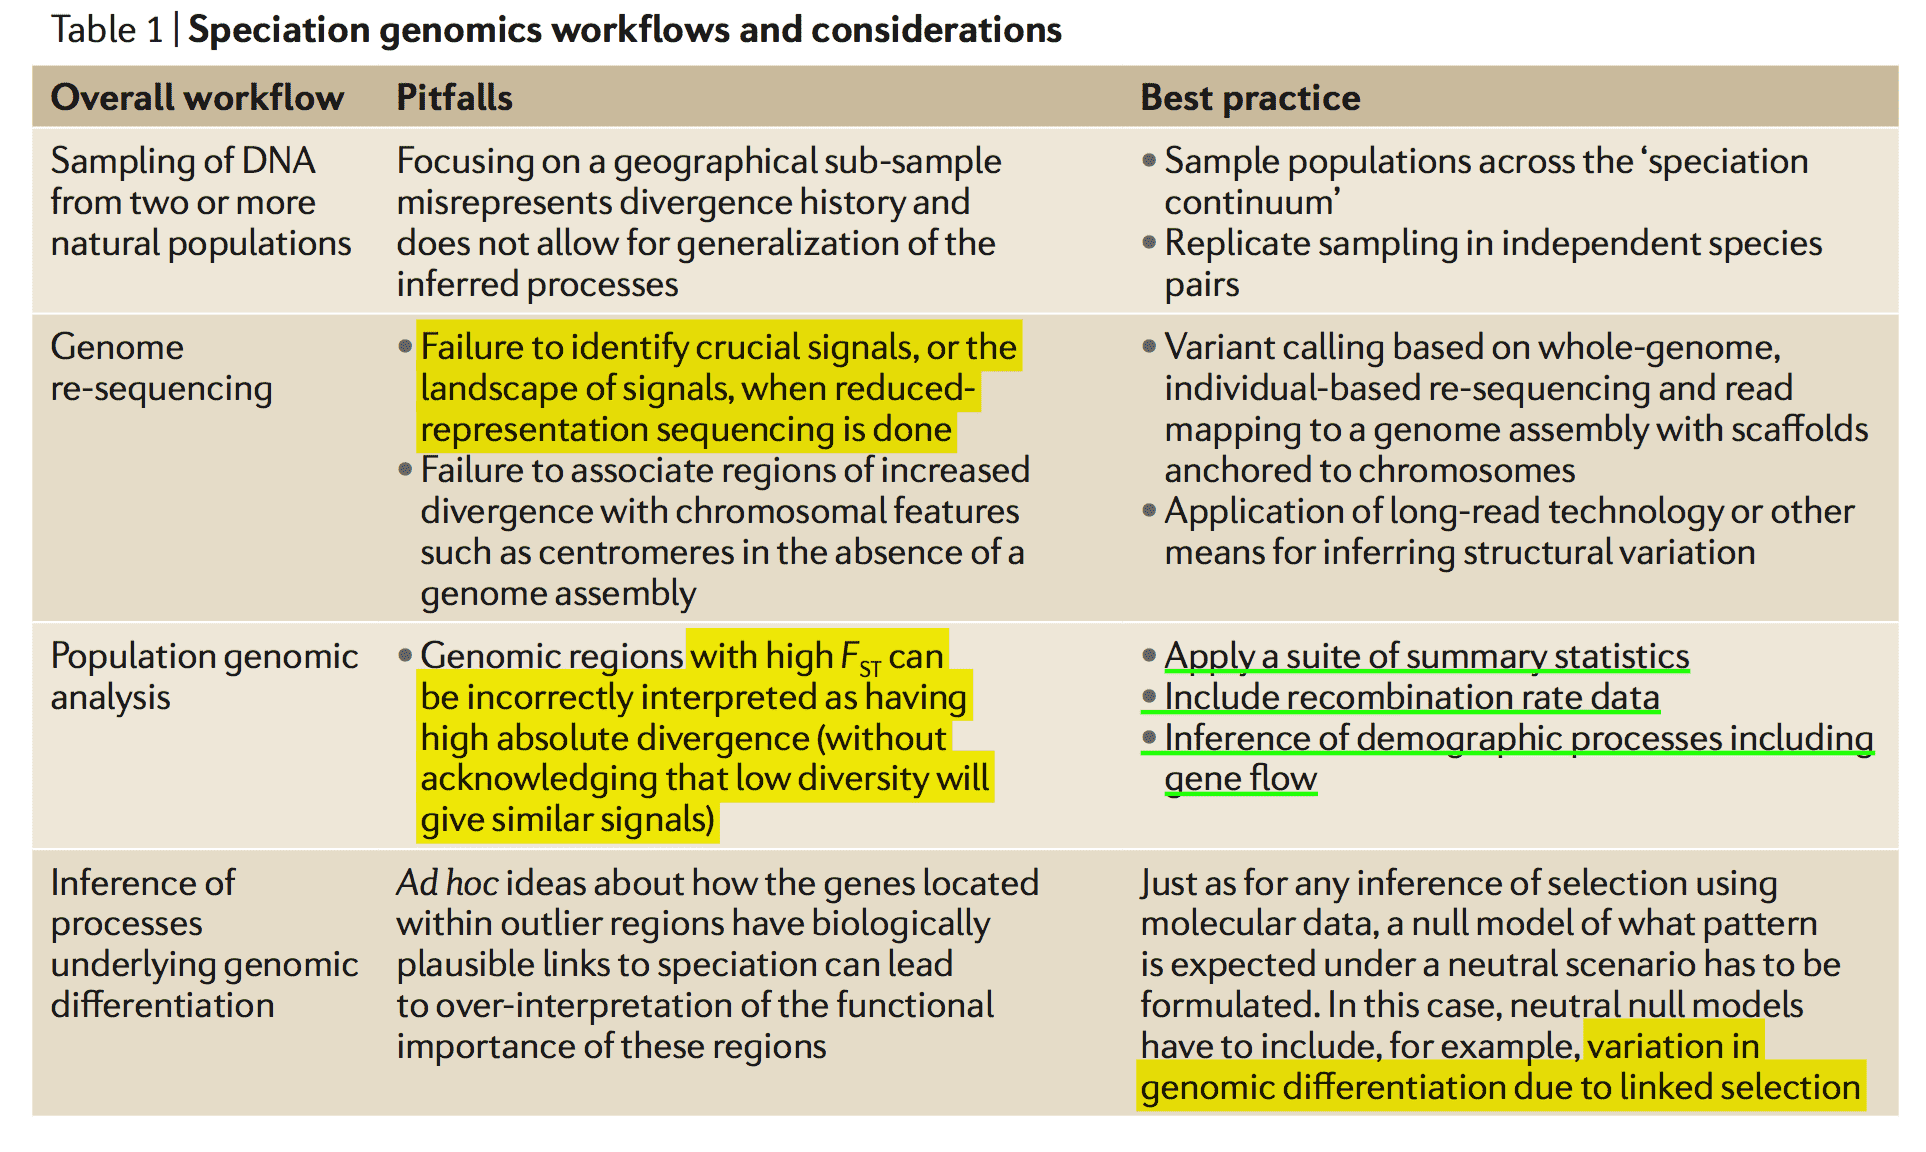 Table 1 | Speciation genomics workflows and considerations
Overall workflow
Pitfalls
Best practice
Sampling of DNA
from two or more
natural populations
Focusing on a geographical sub-sample
misrepresents divergence history and
does not allow for generalization of the
inferred processes
• Sample populations across the ‘speciation
continuum’
• Replicate sampling in independent species
pairs
Genome
re-sequencing
• Failure to identify crucial signals, or the
landscape of signals, when reduced-
representation sequencing is done
• Failure to associate regions of increased
divergence with chromosomal features
such as centromeres in the absence of a
genome assembly
• Variant calling based on whole-genome,
individual-based re-sequencing and read
mapping to a genome assembly with scaffolds
anchored to chromosomes
• Application of long-read technology or other
means for inferring structural variation
Population genomic
analysis
• Genomic regions with high FST can
be incorrectly interpreted as having
high absolute divergence (without
acknowledging that low diversity will
give similar signals)
• Apply a suite of summary statistics
• Include recombination rate data
• Inference of demographic processes including
gene flow
Inference of
processes
underlying genomic
differentiation
Ad hoc ideas about how the genes located
within outlier regions have biologically
plausible links to speciation can lead
to over-interpretation of the functional
importance of these regions
Just as for any inference of selection using
molecular data, a null model of what pattern
is expected under a neutral scenario has to be
formulated. In this case, neutral null models
have to include, for example, variation in
genomic differentiation due to linked selection